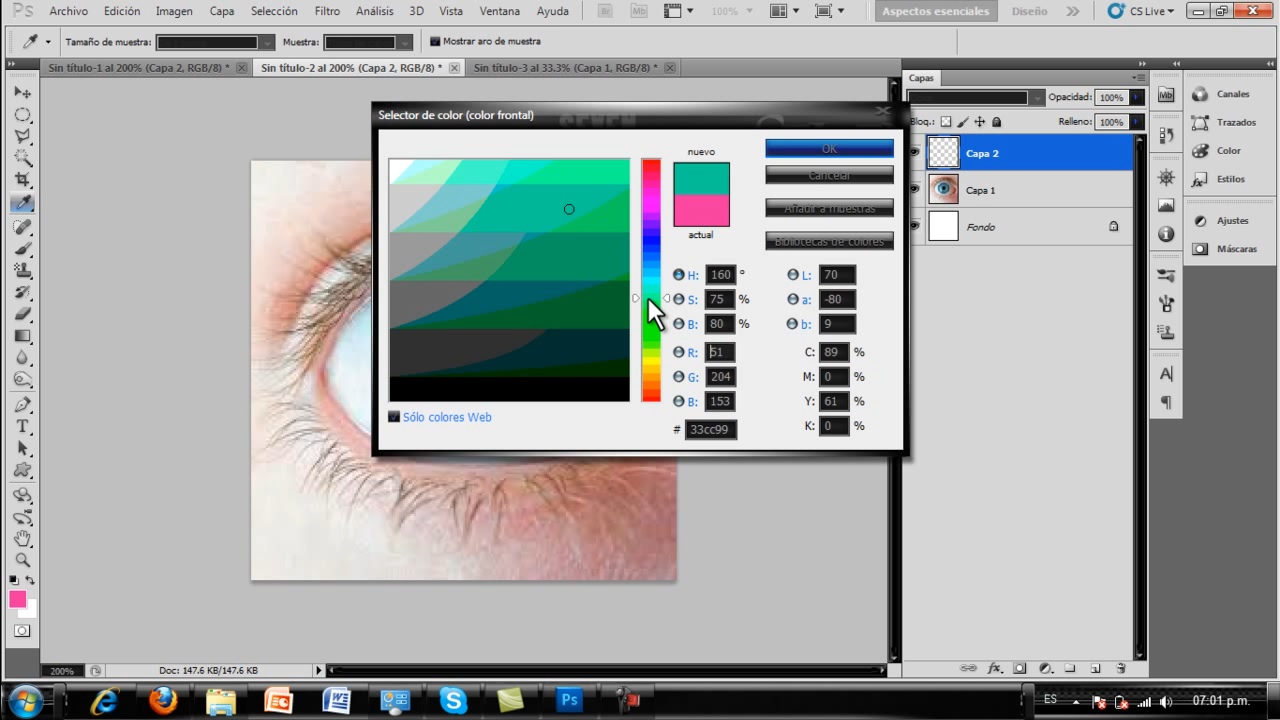 Ps Archivo Edición Imagen Capa Selección Filtro Análisis 3D Vista Ventana Ayuda Br Mb 100% Aspectos esenciales Diseño CS Live
Tamaño de muestra: Muestra: Mostrar aro de muestra
Sin título-1 al 200% (Capa 2, RGB/8) * Sin título-2 al 200% (Capa 2, RGB/8) * Sin título-3 al 33.3% (Capa 1, RGB/8) *
Capas
Opacidad: 100%
Bloq.: Relleno: 100%
Capa 2
Capa 1
Fondo
Mb
Canales
Trazados
Color
Estilos
Ajustes
Máscaras
Selector de color (color frontal)
nuevo
actual
OK
Cancelar
Añadir a muestras
Bibliotecas de colores
H: 160 ° L: 70
S: 75 % a: -80
B: 80 % b: 9
R: 51 C: 89 %
G: 204 M: 0 %
B: 153 Y: 61 %
# 33cc99 K: 0 %
Sólo colores Web
200% Doc: 147.6 KB/147.6 KB
Ps
ES 07:01 p.m.